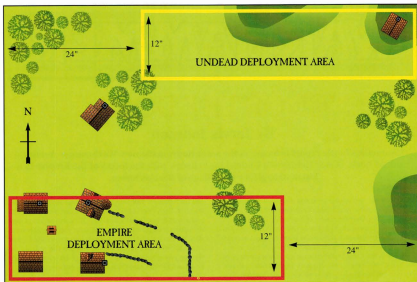 12"
24"
UNDEAD DEPLOYMENT AREA
N
EMPIRE
DEPLOYMENT AREA
12"
24"